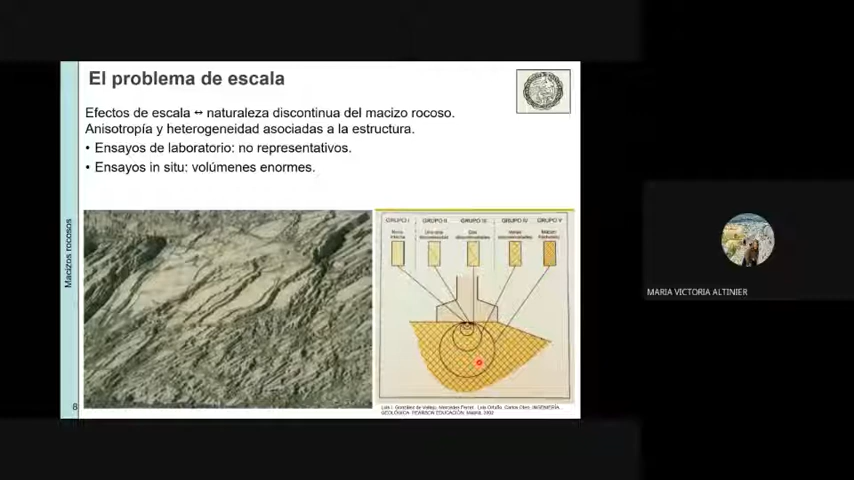 El problema de escala
Efectos de escala ↔ naturaleza discontinua del macizo rocoso.
Anisotropía y heterogeneidad asociadas a la estructura.
• Ensayos de laboratorio: no representativos.
• Ensayos in situ: volúmenes enormes.
Macizos rocosos
GRUPO I GRUPO II GRUPO III GRUPO IV GRUPO V
8
MARIA VICTORIA ALTINIER